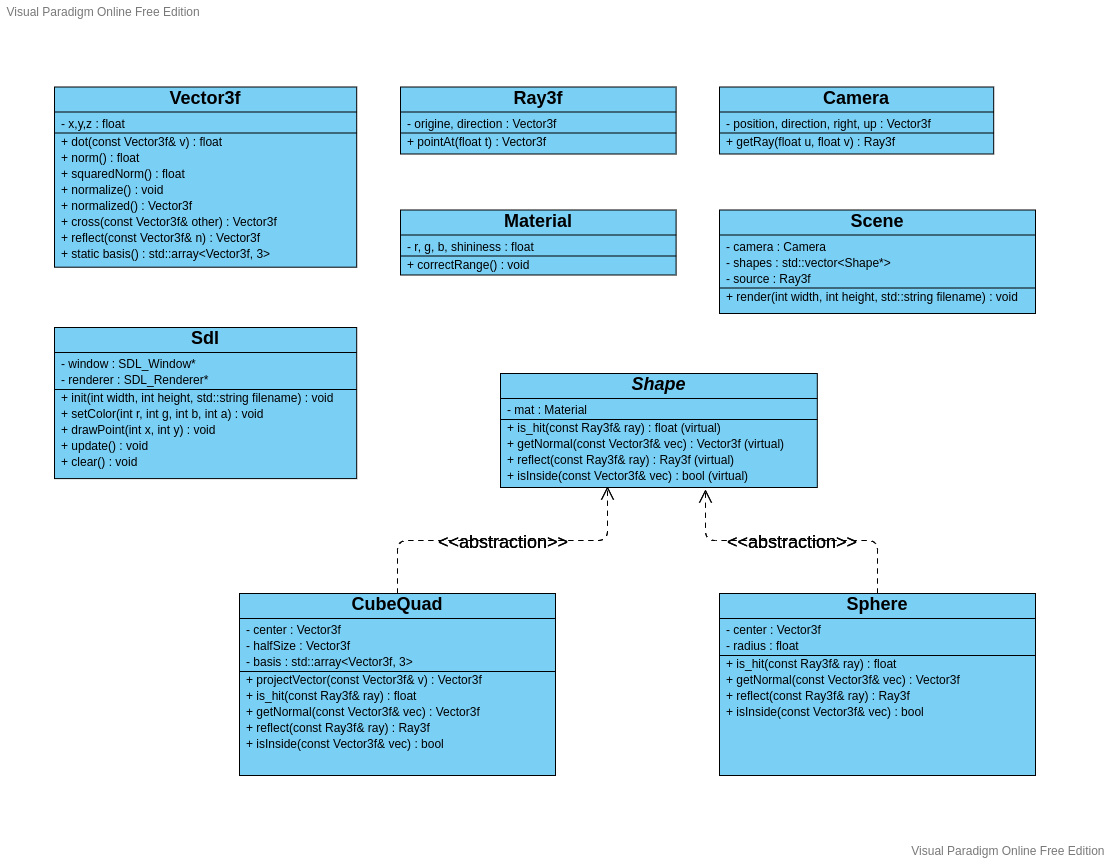 Visual Paradigm Online Free Edition
Vector3f
- x,y,z : float
+ dot(const Vector3f& v) : float
+ norm() : float
+ squaredNorm() : float
+ normalize() : void
+ normalized() : Vector3f
+ cross(const Vector3f& other) : Vector3f
+ reflect(const Vector3f& n) : Vector3f
+ static basis() : std::array<Vector3f, 3>
Ray3f
- origine, direction : Vector3f
+ pointAt(float t) : Vector3f
Camera
- position, direction, right, up : Vector3f
+ getRay(float u, float v) : Ray3f
Material
- r, g, b, shininess : float
+ correctRange() : void
Scene
- camera : Camera
- shapes : std::vector<Shape*>
- source : Ray3f
+ render(int width, int height, std::string filename) : void
Sdl
- window : SDL_Window*
- renderer : SDL_Renderer*
+ init(int width, int height, std::string filename) : void
+ setColor(int r, int g, int b, int a) : void
+ drawPoint(int x, int y) : void
+ update() : void
+ clear() : void
Shape
- mat : Material
+ is_hit(const Ray3f& ray) : float (virtual)
+ getNormal(const Vector3f& vec) : Vector3f (virtual)
+ reflect(const Ray3f& ray) : Ray3f (virtual)
+ isInside(const Vector3f& vec) : bool (virtual)
<<abstraction>>
<<abstraction>>
CubeQuad
- center : Vector3f
- halfSize : Vector3f
- basis : std::array<Vector3f, 3>
+ projectVector(const Vector3f& v) : Vector3f
+ is_hit(const Ray3f& ray) : float
+ getNormal(const Vector3f& vec) : Vector3f
+ reflect(const Ray3f& ray) : Ray3f
+ isInside(const Vector3f& vec) : bool
Sphere
- center : Vector3f
- radius : float
+ is_hit(const Ray3f& ray) : float
+ getNormal(const Vector3f& vec) : Vector3f
+ reflect(const Ray3f& ray) : Ray3f
+ isInside(const Vector3f& vec) : bool
Visual Paradigm Online Free Edition